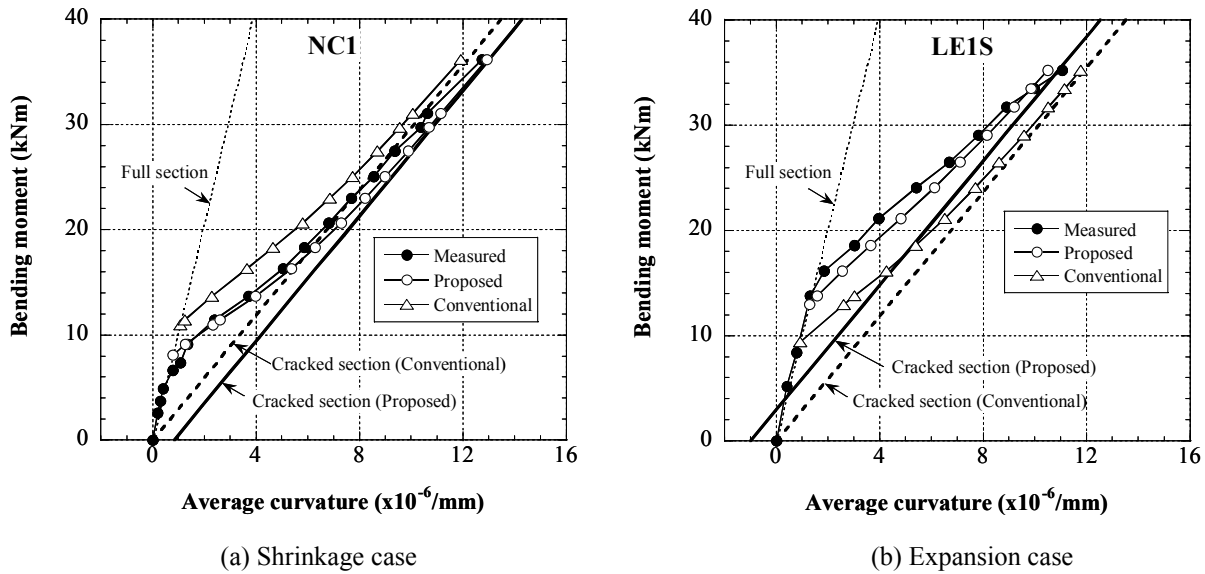 NC1
Bending moment (kNm)
40
30
20
10
0
Full section
Measured
Proposed
Conventional
Cracked section (Conventional)
Cracked section (Proposed)
0 4 8 12 16
Average curvature (x10⁻⁶/mm)
(a) Shrinkage case
LE1S
Bending moment (kNm)
40
30
20
10
0
Full section
Measured
Proposed
Conventional
Cracked section (Proposed)
Cracked section (Conventional)
0 4 8 12 16
Average curvature (x10⁻⁶/mm)
(b) Expansion case